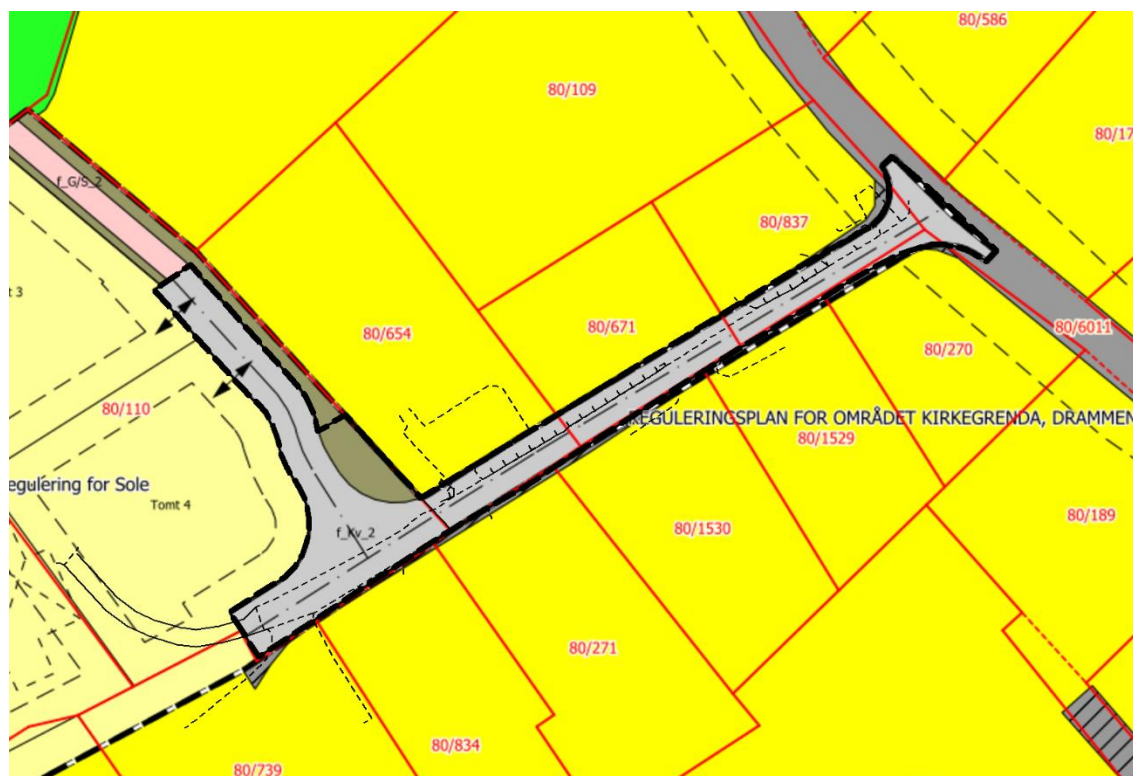 80/586
80/109
80/17
f_G/S_2
80/837
t 3
80/671
80/654
80/6011
80/270
80/110
REGULERINGSPLAN FOR OMRÅDET KIRKEGRENDA, DRAMMEN
80/1529
egulering for Sole
Tomt 4
80/189
80/1530
f_Kv_2
80/271
80/834
80/739